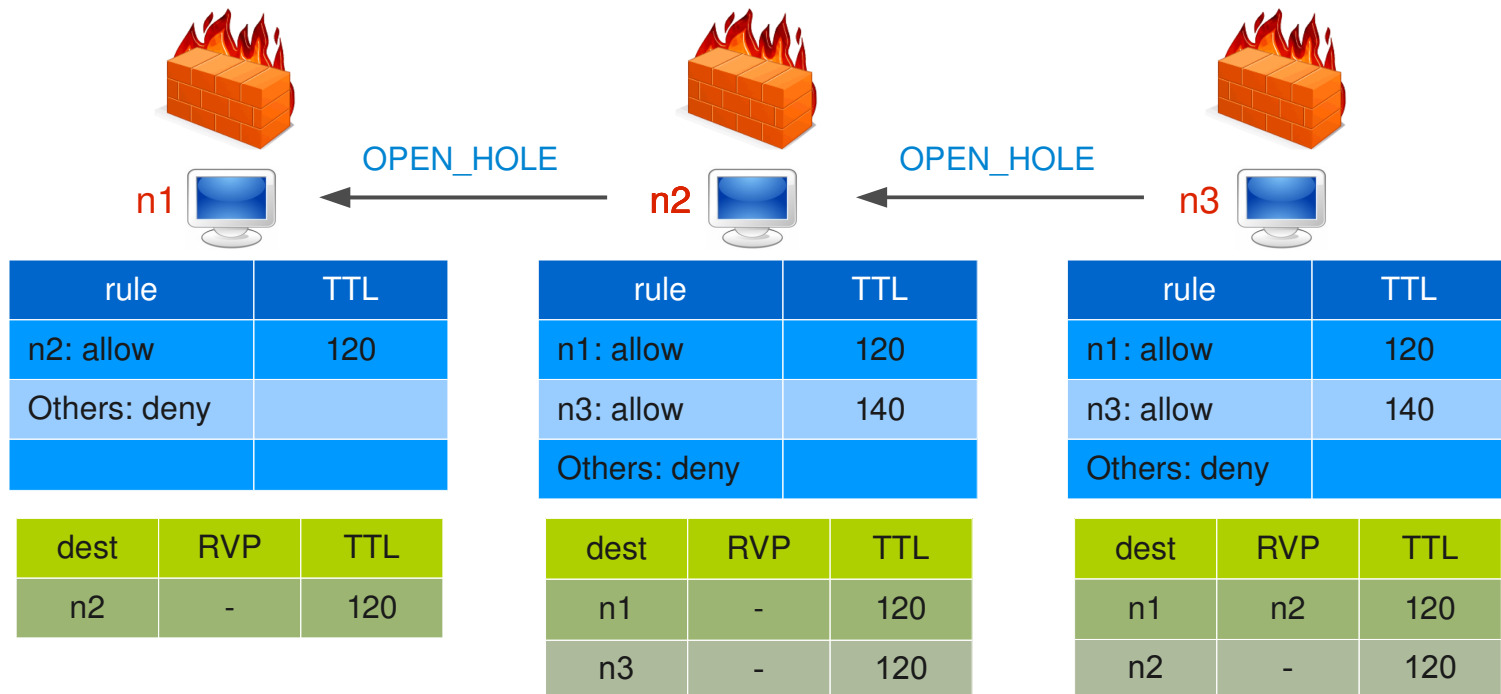 OPEN_HOLE OPEN_HOLE
n1 n2 n3
rule TTL
n2: allow 120
Others: deny
rule TTL
n1: allow 120
n3: allow 140
Others: deny
rule TTL
n1: allow 120
n3: allow 140
Others: deny
dest RVP TTL
n2 - 120
dest RVP TTL
n1 - 120
n3 - 120
dest RVP TTL
n1 n2 120
n2 - 120